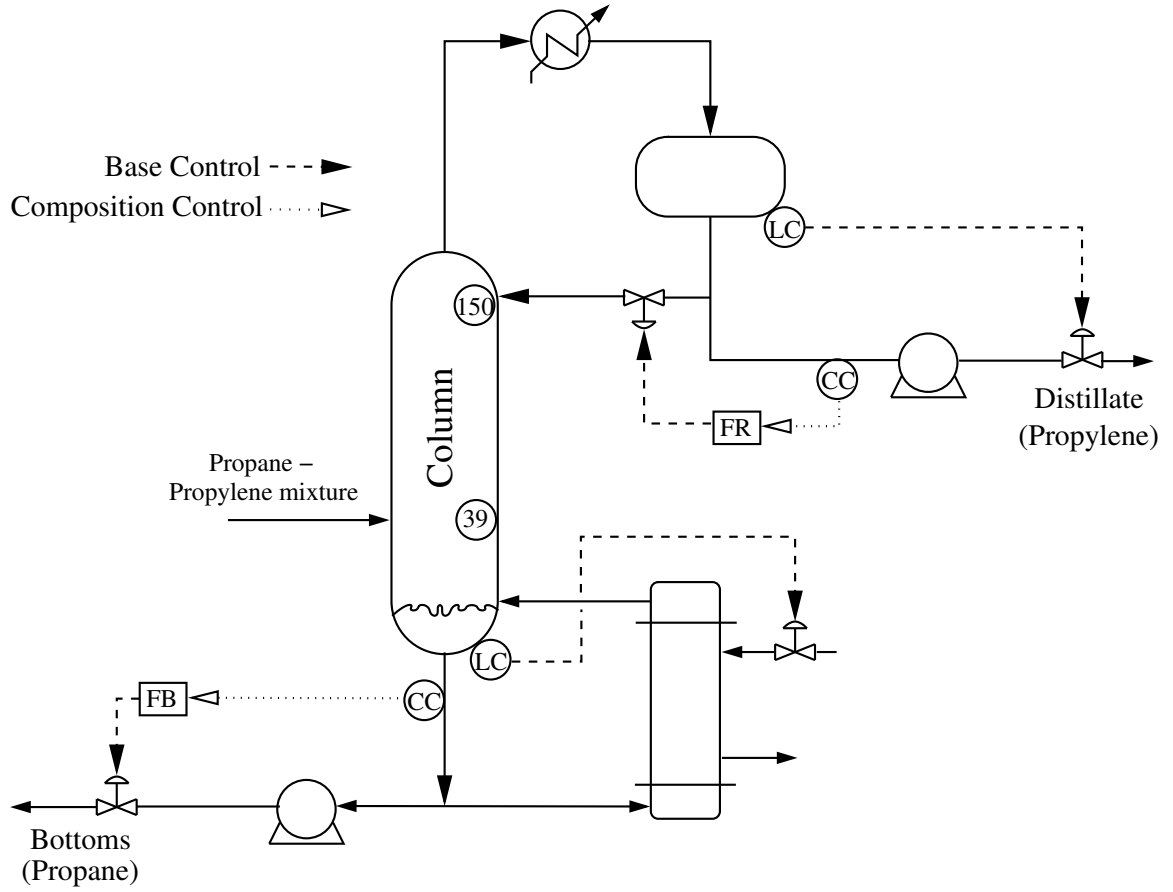 Base Control
Composition Control
LC
150
CC
FR
Distillate
(Propylene)
Column
Propane –
Propylene mixture
39
LC
CC
FB
Bottoms
(Propane)